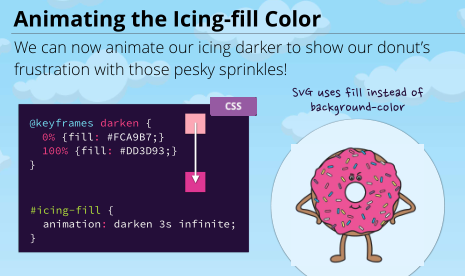 Animating the Icing-fill Color
We can now animate our icing darker to show our donut's
frustration with those pesky sprinkles!
SVG uses fill instead of
background-color
CSS
@keyframes darken {
0% {fill: #FCA9B7;}
100% {fill: #DD3D93;}
}
#icing-fill {
animation: darken 3s infinite;
}